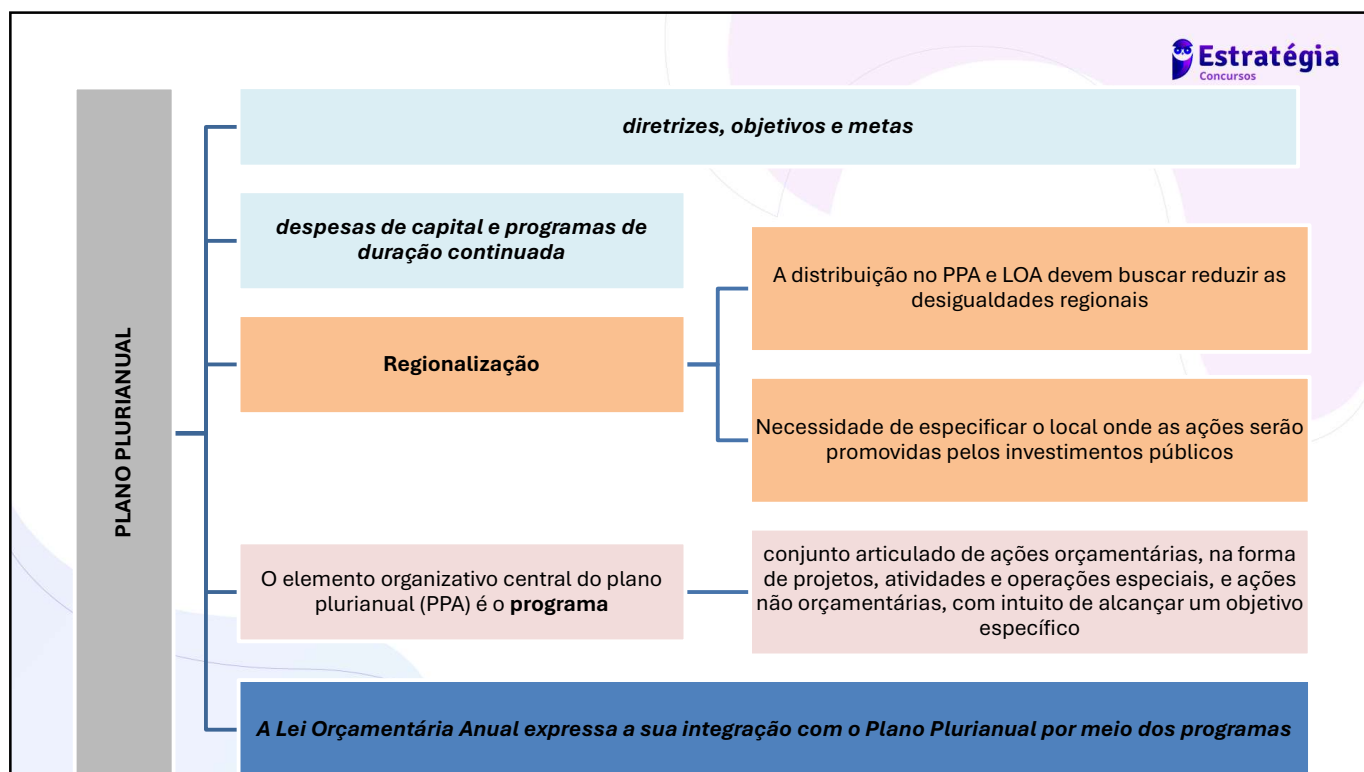 Estratégia
Concursos
PLANO PLURIANUAL
diretrizes, objetivos e metas
despesas de capital e programas de
duração continuada
Regionalização
A distribuição no PPA e LOA devem buscar reduzir as
desigualdades regionais
Necessidade de especificar o local onde as ações serão
promovidas pelos investimentos públicos
O elemento organizativo central do plano
plurianual (PPA) é o programa
conjunto articulado de ações orçamentárias, na forma
de projetos, atividades e operações especiais, e ações
não orçamentárias, com intuito de alcançar um objetivo
específico
A Lei Orçamentária Anual expressa a sua integração com o Plano Plurianual por meio dos programas